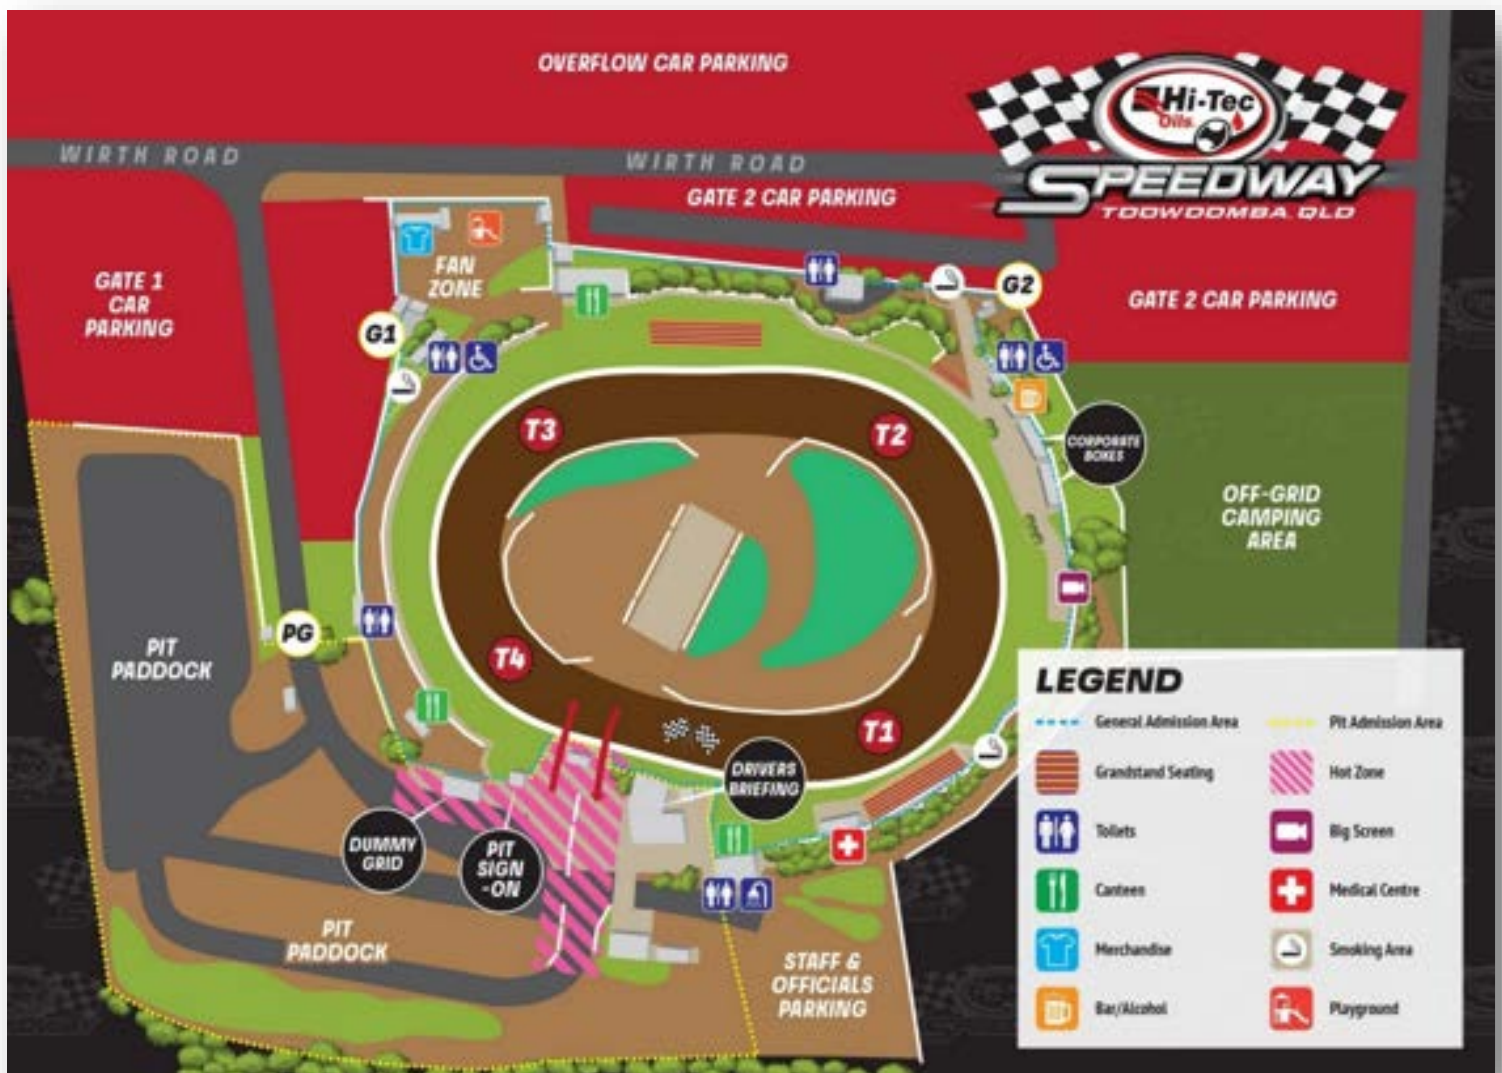 OVERFLOW CAR PARKING
Hi-Tec
Oils
SPEEDWAY
TOOWOOMBA, QLD
WIRTH ROAD
WIRTH ROAD
GATE 2 CAR PARKING
FAN
ZONE
GATE 1
CAR
PARKING
G1
G2
GATE 2 CAR PARKING
T3
T2
CORPORATE
BOXES
OFF-GRID
CAMPING
AREA
PG
PIT
PADDOCK
T4
T1
DRIVERS
BRIEFING
DUMMY
GRID
PIT
SIGN
-ON
PIT
PADDOCK
STAFF &
OFFICIALS
PARKING
LEGEND
General Admission Area
Pit Admission Area
Grandstand Seating
Hot Zone
Toilets
Big Screen
Canteen
Medical Centre
Merchandise
Smoking Area
Bar/Alcohol
Playground